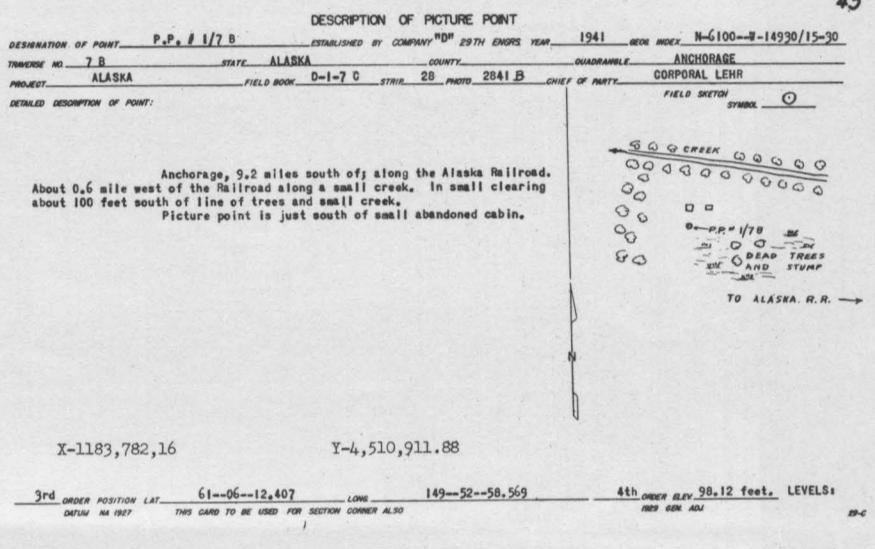 43
DESCRIPTION OF PICTURE POINT
DESIGNATION OF POINT P.P. # 1/7 B ESTABLISHED BY COMPANY "D" 29TH ENGRS YEAR 1941 GEOG INDEX N-6100--W-14930/15-30
TRAVERSE NO. 7 B STATE ALASKA COUNTY QUADRANGLE ANCHORAGE
PROJECT ALASKA FIELD BOOK D-1-7 C STRIP 28 PHOTO 2841 B CHIEF OF PARTY CORPORAL LEHR
DETAILED DESCRIPTION OF POINT:
FIELD SKETCH
SYMBOL
Anchorage, 9.2 miles south of; along the Alaska Railroad.
About 0.6 mile west of the Railroad along a small creek. In small clearing
about 100 feet south of line of trees and small creek.
Picture point is just south of small abandoned cabin.
CREEK
P.P. # 1/7 B
DEAD TREES
AND STUMP
TO ALASKA. R.R.
N
X-1183,782,16 Y-4,510,911.88
3rd ORDER POSITION LAT 61--06--12.407 LONG 149--52--58.569 4th ORDER ELEV 98.12 feet. LEVELS:
DATUM NA 1927 THIS CARD TO BE USED FOR SECTION CORNER ALSO 1929 GEN. ADJ 29-C